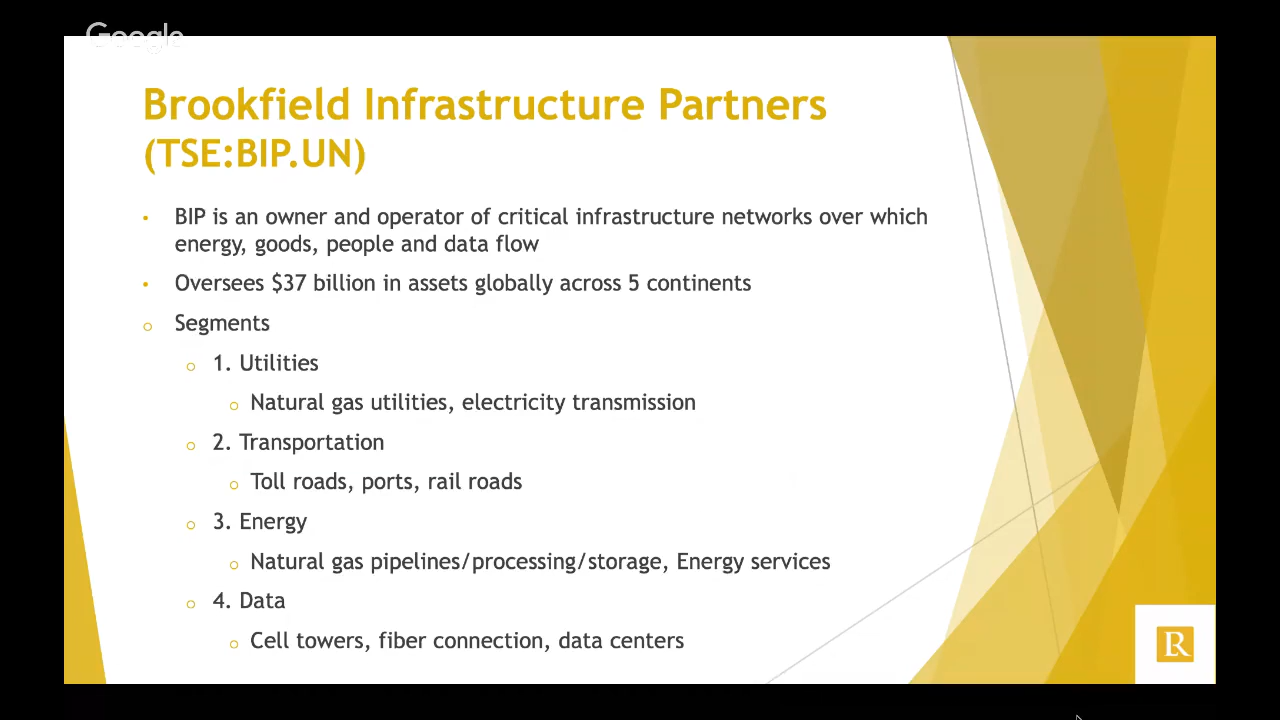 Google
Brookfield Infrastructure Partners
(TSE:BIP.UN)
BIP is an owner and operator of critical infrastructure networks over which
energy, goods, people and data flow
Oversees $37 billion in assets globally across 5 continents
Segments
1. Utilities
Natural gas utilities, electricity transmission
2. Transportation
Toll roads, ports, rail roads
3. Energy
Natural gas pipelines/processing/storage, Energy services
4. Data
Cell towers, fiber connection, data centers
R